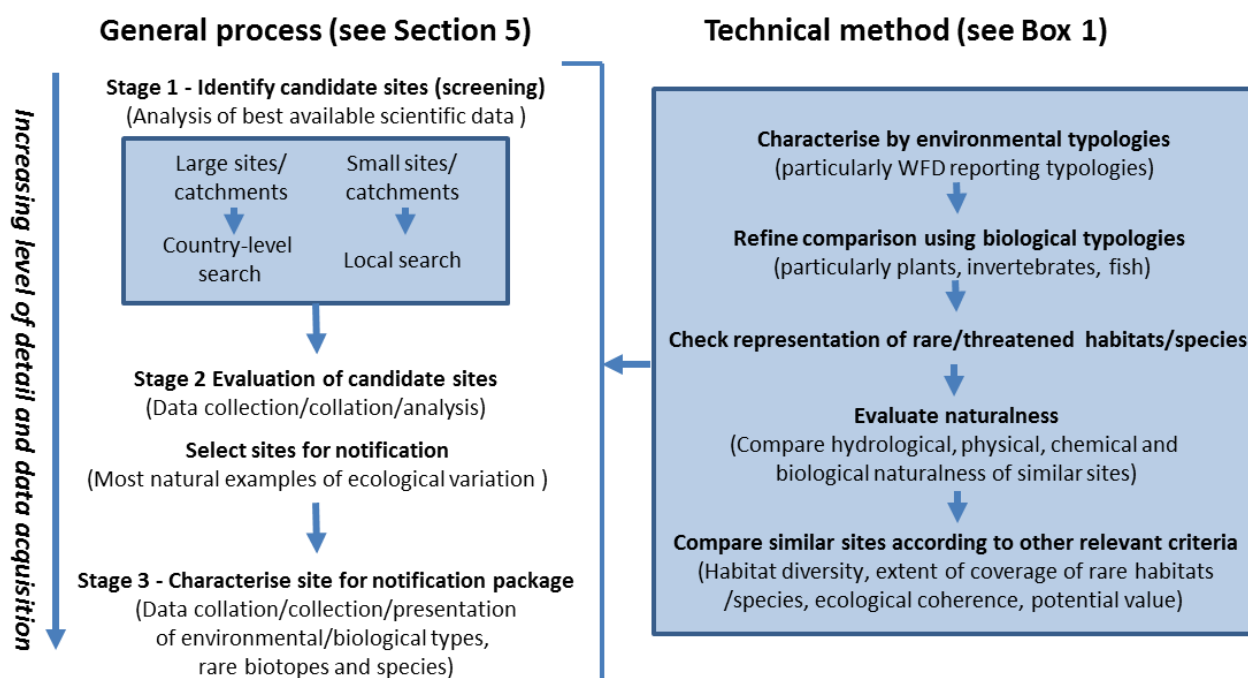 General process (see Section 5)
Increasing level of detail and data acquisition
Stage 1 - Identify candidate sites (screening)
(Analysis of best available scientific data )
Large sites/
catchments
Country-level
search
Small sites/
catchments
Local search
Stage 2 Evaluation of candidate sites
(Data collection/collation/analysis)
Select sites for notification
(Most natural examples of ecological variation )
Stage 3 - Characterise site for notification package
(Data collation/collection/presentation
of environmental/biological types,
rare biotopes and species)
Technical method (see Box 1)
Characterise by environmental typologies
(particularly WFD reporting typologies)
Refine comparison using biological typologies
(particularly plants, invertebrates, fish)
Check representation of rare/threatened habitats/species
Evaluate naturalness
(Compare hydrological, physical, chemical and
biological naturalness of similar sites)
Compare similar sites according to other relevant criteria
(Habitat diversity, extent of coverage of rare habitats
/species, ecological coherence, potential value)